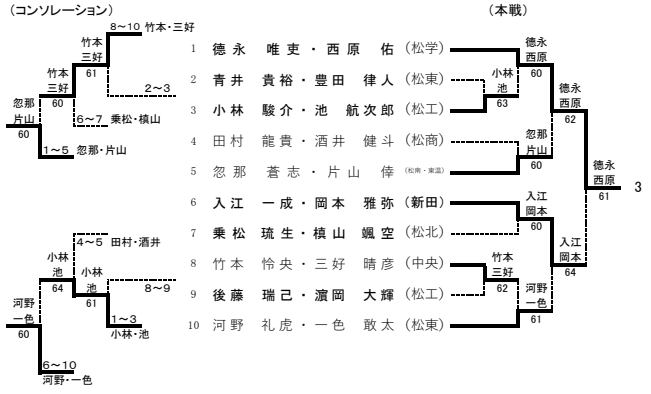 （コンソレーション）
（本戦）
8～10 竹本・三好
竹本
三好
61
2～3
竹本
三好
60
6～7 乗松・槙山
忽那
片山
60
1～5 忽那・片山
4～5 田村・酒井
小林
池
64
小林
池
61
8～9
1～3
小林・池
河野
一色
60
6～10
河野・一色
1 德永 唯吏・西原 佑 （松学）
2 青井 貴裕・豊田 律人 （松東）
3 小林 駿介・池 航次郎 （松工）
4 田村 龍貴・酒井 健斗 （松商）
5 忽那 蒼志・片山 倖 （松南・東温）
6 入江 一成・岡本 雅弥 （新田）
7 乗松 琉生・槙山 颯空 （松北）
8 竹本 怜央・三好 晴彦 （中央）
9 後藤 瑞己・濵岡 大輝 （松工）
10 河野 礼虎・一色 敢太 （松東）
小林
池
63
德永
西原
60
忽那
片山
60
德永
西原
62
入江
岡本
60
竹本
三好
62
河野
一色
61
入江
岡本
64
德永
西原
61
3